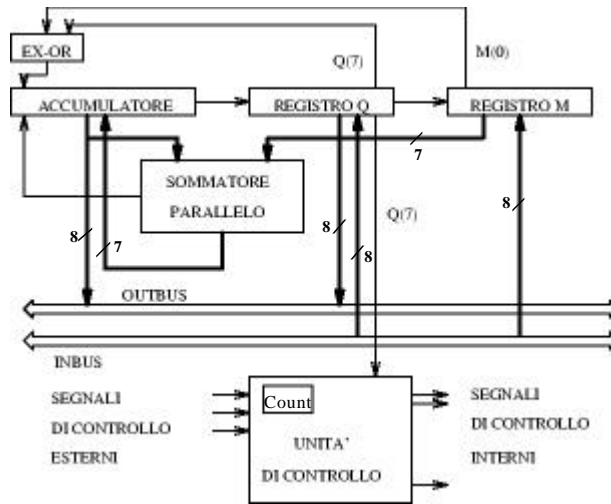 EX-OR
Q(7)
M(0)
ACCUMULATORE
REGISTRO Q
REGISTRO M
7
SOMMATORE
PARALLELO
8
7
8
8
Q(7)
8
OUTBUS
INBUS
SEGNALI
DI CONTROLLO
ESTERNI
Count
UNITA'
DI CONTROLLO
SEGNALI
DI CONTROLLO
INTERNI